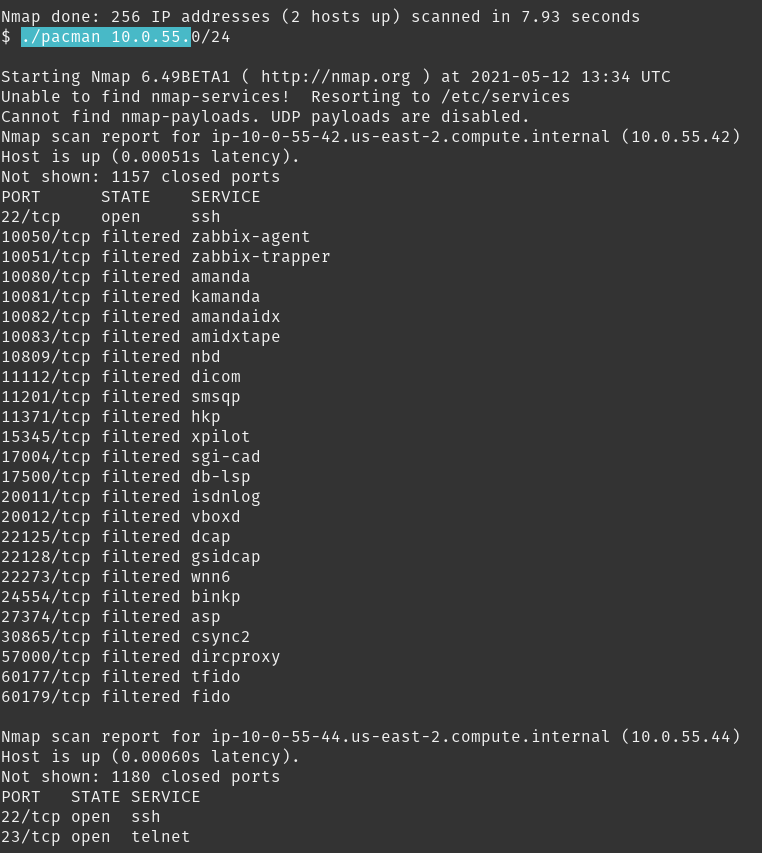 Nmap done: 256 IP addresses (2 hosts up) scanned in 7.93 seconds
$ ./pacman 10.0.55.0/24
Starting Nmap 6.49BETA1 ( http://nmap.org ) at 2021-05-12 13:34 UTC
Unable to find nmap-services!  Resorting to /etc/services
Cannot find nmap-payloads. UDP payloads are disabled.
Nmap scan report for ip-10-0-55-42.us-east-2.compute.internal (10.0.55.42)
Host is up (0.00051s latency).
Not shown: 1157 closed ports
PORT      STATE    SERVICE
22/tcp    open     ssh
10050/tcp filtered zabbix-agent
10051/tcp filtered zabbix-trapper
10080/tcp filtered amanda
10081/tcp filtered kamanda
10082/tcp filtered amandaidx
10083/tcp filtered amidxtape
10809/tcp filtered nbd
11112/tcp filtered dicom
11201/tcp filtered smsqp
11371/tcp filtered hkp
15345/tcp filtered xpilot
17004/tcp filtered sgi-cad
17500/tcp filtered db-lsp
20011/tcp filtered isdnlog
20012/tcp filtered vboxd
22125/tcp filtered dcap
22128/tcp filtered gsidcap
22273/tcp filtered wnn6
24554/tcp filtered binkp
27374/tcp filtered asp
30865/tcp filtered csync2
57000/tcp filtered dircproxy
60177/tcp filtered tfido
60179/tcp filtered fido
Nmap scan report for ip-10-0-55-44.us-east-2.compute.internal (10.0.55.44)
Host is up (0.00060s latency).
Not shown: 1180 closed ports
PORT   STATE SERVICE
22/tcp open  ssh
23/tcp open  telnet